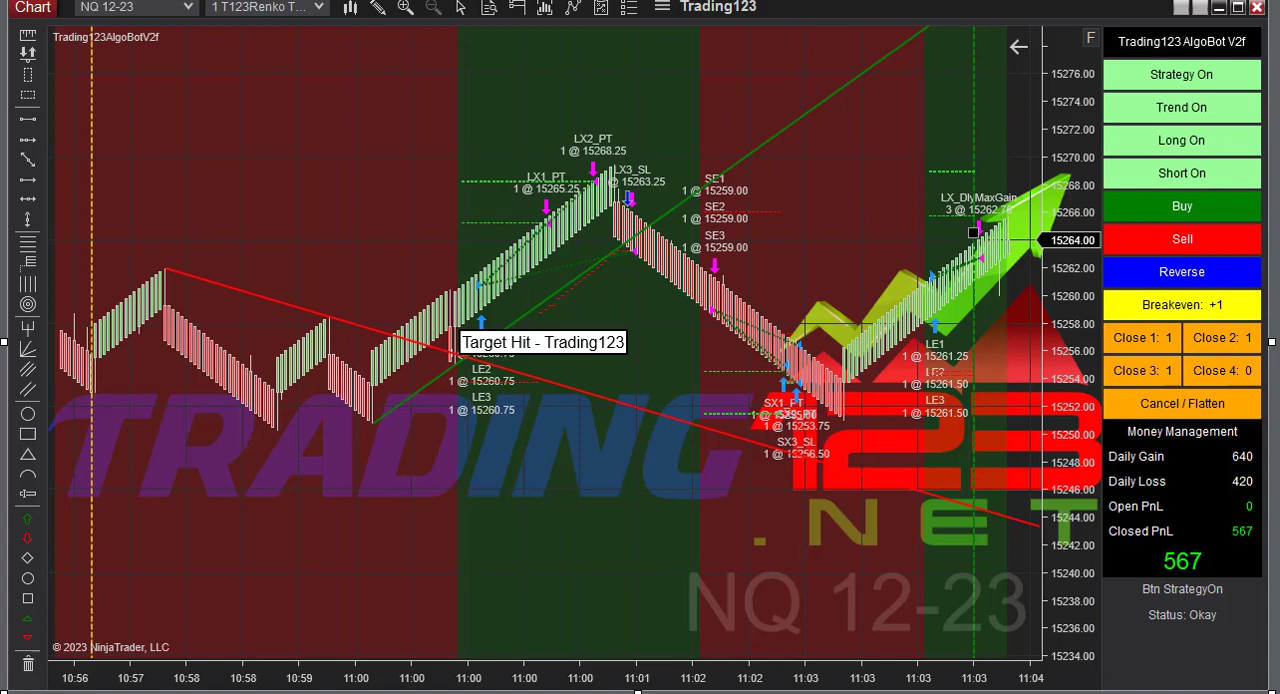 Chart
NQ 12-23
1 T123Renko T...
Trading123
Trading123AlgoBotV2f
F
LX2_PT
1 @ 15268.25
LX1_PT
1 @ 15265.25
LX3_SL
@ 15263.25
SE1
1 @ 15259.00
SE2
1 @ 15259.00
SE3
1 @ 15259.00
LX_DlyMaxGain
3 @ 15262.75
Target Hit - Trading123
LE2
1 @ 15260.75
LE3
1 @ 15260.75
LE1
1 @ 15261.25
LE2
1 @ 15261.50
LE3
1 @ 15261.50
SX1_PT
1 @ 15253.75
SX3_SL
1 @ 15256.50
TRADING
123
.NET
NQ 12-23
© 2023 NinjaTrader, LLC
15276.00
15274.00
15272.00
15270.00
15268.00
15266.00
15264.00
15262.00
15260.00
15258.00
15256.00
15254.00
15252.00
15250.00
15248.00
15246.00
15244.00
15242.00
15240.00
15238.00
15236.00
15234.00
10:56
10:57
10:58
10:58
10:59
11:00
11:00
11:00
11:00
11:00
11:01
11:02
11:02
11:03
11:03
11:03
11:03
11:04
Trading123 AlgoBot V2f
Strategy On
Trend On
Long On
Short On
Buy
Sell
Reverse
Breakeven: +1
Close 1: 1
Close 2: 1
Close 3: 1
Close 4: 0
Cancel / Flatten
Money Management
Daily Gain 640
Daily Loss 420
Open PnL 0
Closed PnL 567
567
Btn StrategyOn
Status: Okay